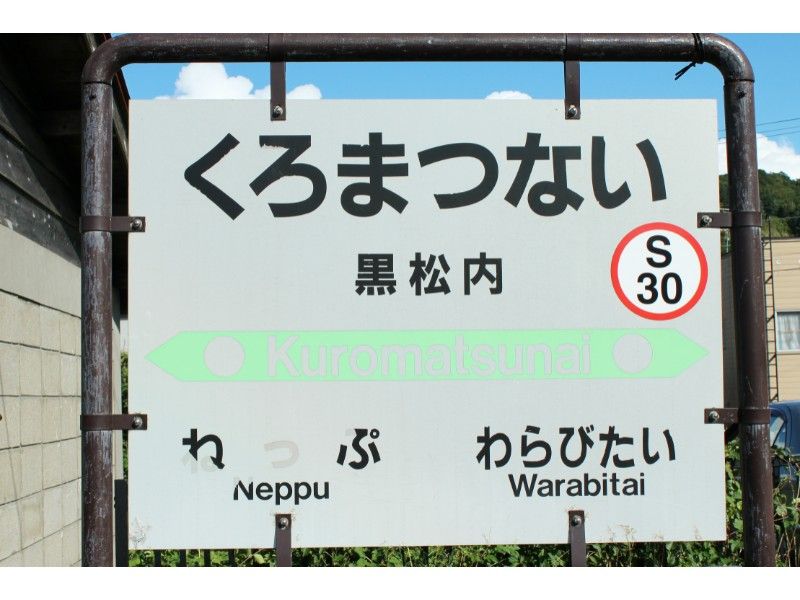 くろまつない
黒松内
S
30
Kuromatsunai
ねっぷ
Neppu
わらびたい
Warabitai